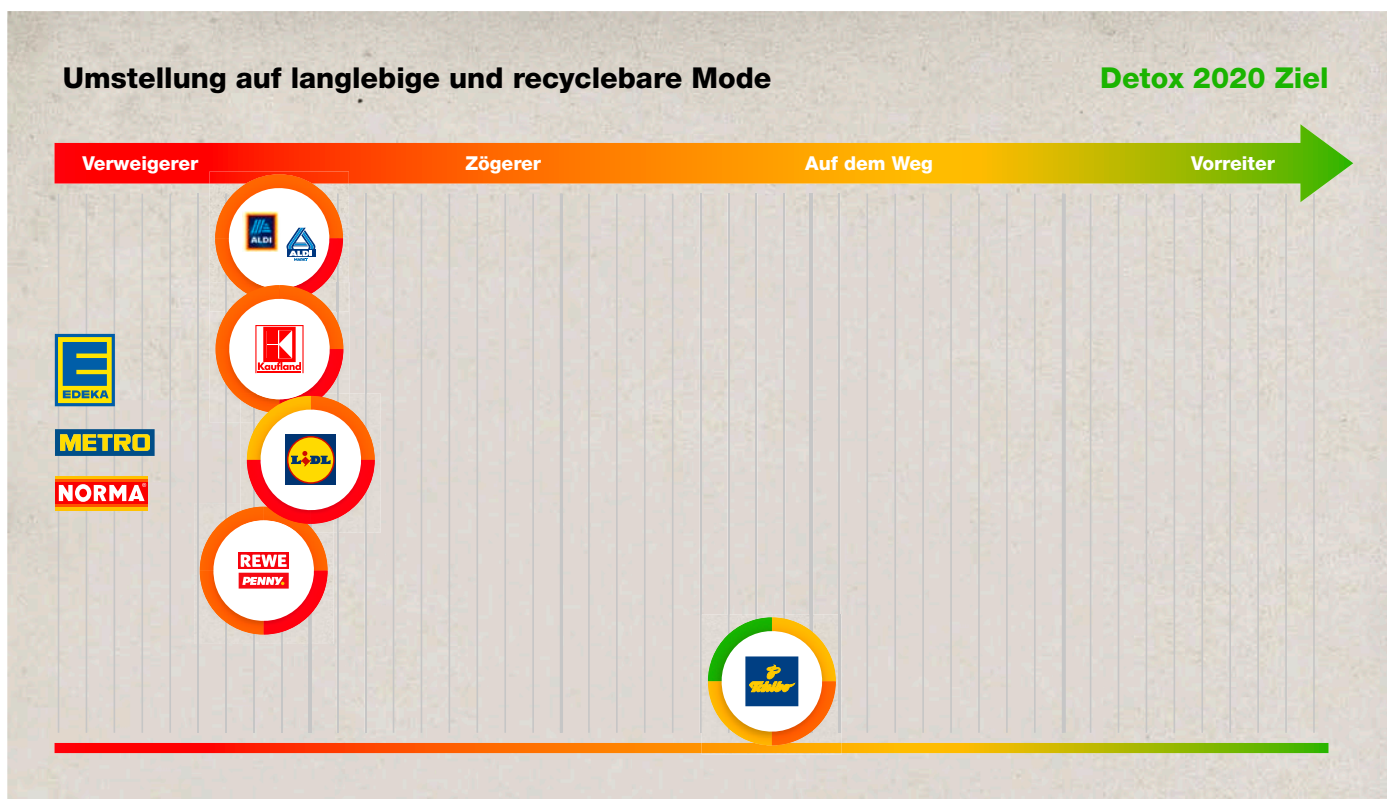 Umstellung auf langlebige und recyclebare Mode
Detox 2020 Ziel
Verweigerer
Zögerer
Auf dem Weg
Vorreiter
ALDI
ALDI
MARKT
Kaufland
E
EDEKA
METRO
LIDL
NORMA®
REWE
PENNY.
Tchibo